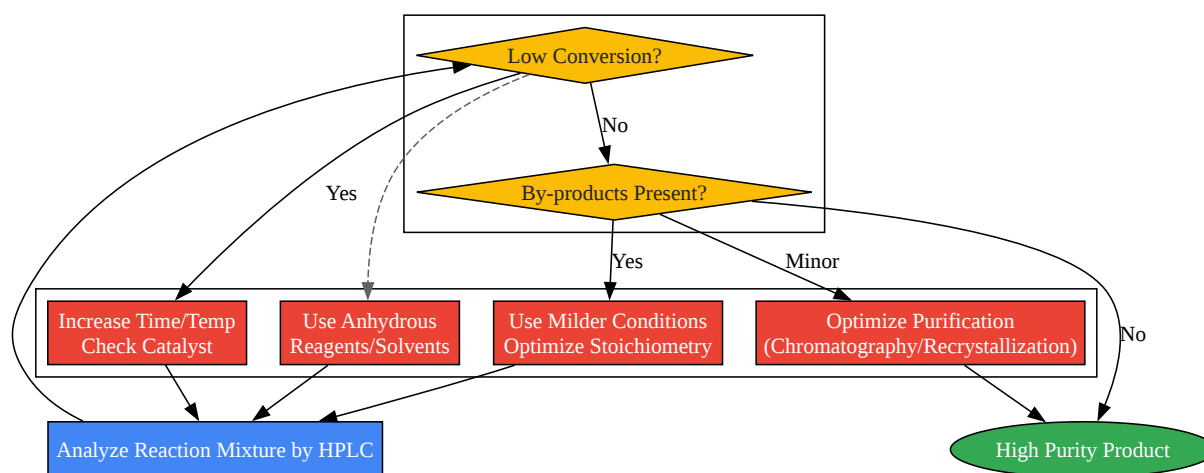 Low Conversion?
No
By-products Present?
Yes
Yes
Minor
No
Increase Time/Temp
Check Catalyst
Use Anhydrous
Reagents/Solvents
Use Milder Conditions
Optimize Stoichiometry
Optimize Purification
(Chromatography/Recrystallization)
Analyze Reaction Mixture by HPLC
High Purity Product